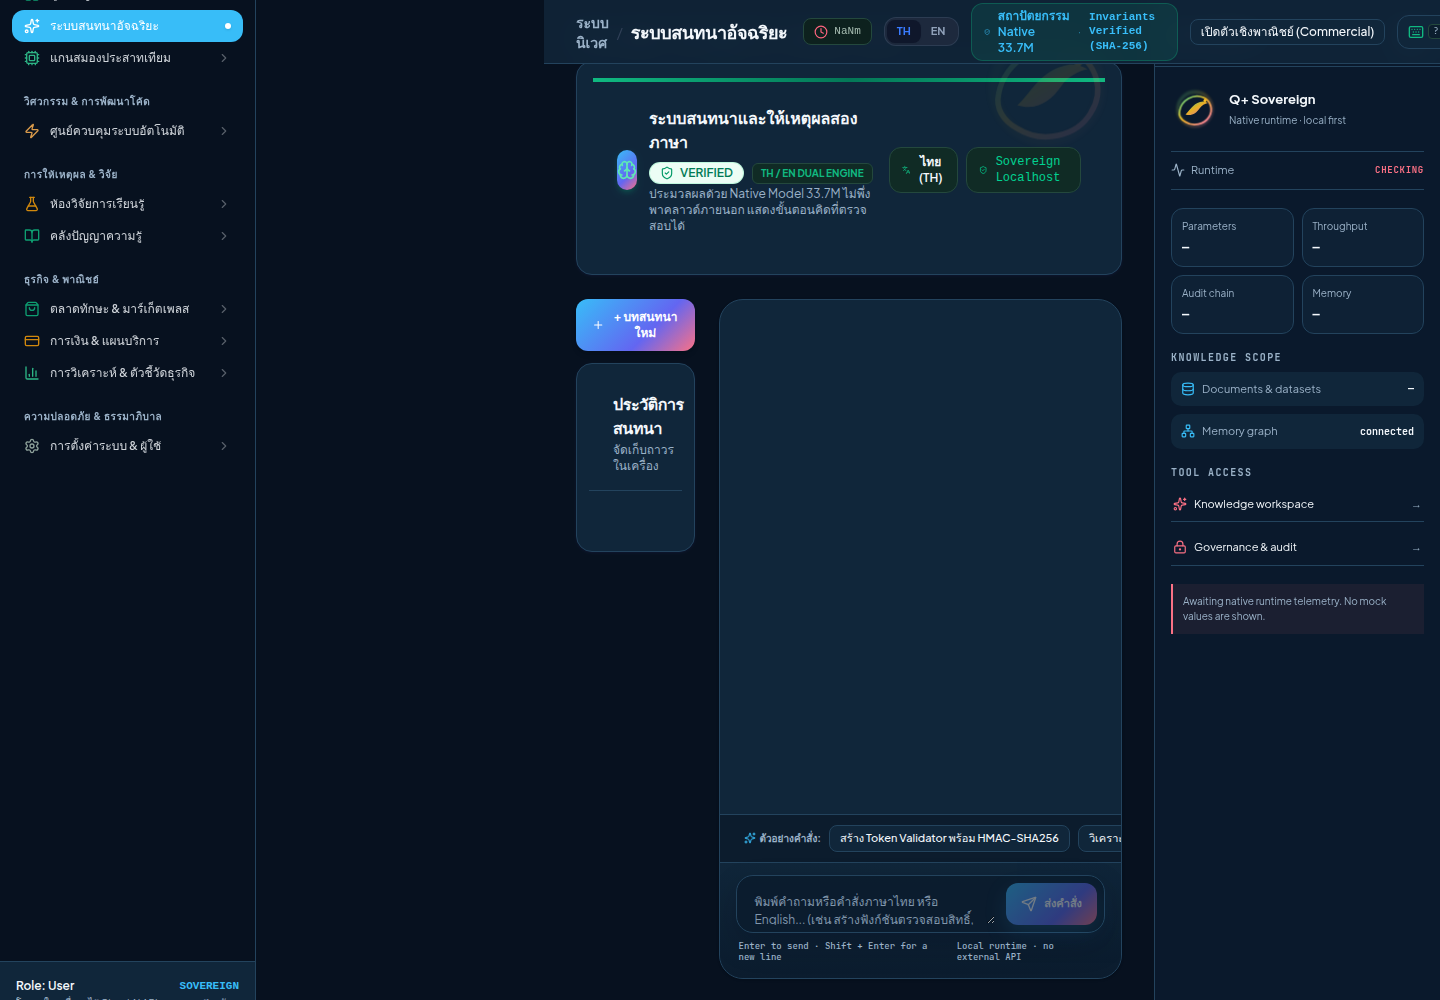 ระบบสนทนาอัจฉริยะ
แกนสมองประสาทเทียม
วิศวกรรม & การพัฒนาโค้ด
ศูนย์ควบคุมระบบอัตโนมัติ
การให้เหตุผล & วิจัย
ห้องวิจัยการเรียนรู้
คลังปัญญาความรู้
ธุรกิจ & พาณิชย์
ตลาดทักษะ & มาร์เก็ตเพลส
การเงิน & แผนบริการ
การวิเคราะห์ & ตัวชี้วัดธุรกิจ
ความปลอดภัย & ธรรมาภิบาล
การตั้งค่าระบบ & ผู้ใช้
Role: User
SOVEREIGN
ระบบ
นิเวศ
/
ระบบสนทนาอัจฉริยะ
NaNm
TH
EN
สถาปัตยกรรม
Native
33.7M
·
Invariants
Verified
(SHA-256)
เปิดตัวเชิงพาณิชย์ (Commercial)
?
ระบบสนทนาและให้เหตุผลสอง
ภาษา
VERIFIED
TH / EN DUAL ENGINE
ประมวลผลด้วย Native Model 33.7M ไม่พึ่ง
พาคลาวด์ภายนอก แสดงขั้นตอนคิดที่ตรวจ
สอบได้
ไทย
(TH)
Sovereign
Localhost
+ บทสนทนา
ใหม่
ประวัติการ
สนทนา
จัดเก็บถาวร
ในเครื่อง
ตัวอย่างคำสั่ง:
สร้าง Token Validator พร้อม HMAC-SHA256
วิเครา
พิมพ์คำถามหรือคำสั่งภาษาไทย หรือ
English... (เช่น สร้างฟังก์ชันตรวจสอบสิทธิ์,
ส่งคำสั่ง
Enter to send · Shift + Enter for a
new line
Local runtime · no
external API
Q+ Sovereign
Native runtime · local first
Runtime
CHECKING
Parameters
—
Throughput
—
Audit chain
—
Memory
—
KNOWLEDGE SCOPE
Documents & datasets
—
Memory graph
connected
TOOL ACCESS
Knowledge workspace
→
Governance & audit
→
Awaiting native runtime telemetry. No mock
values are shown.